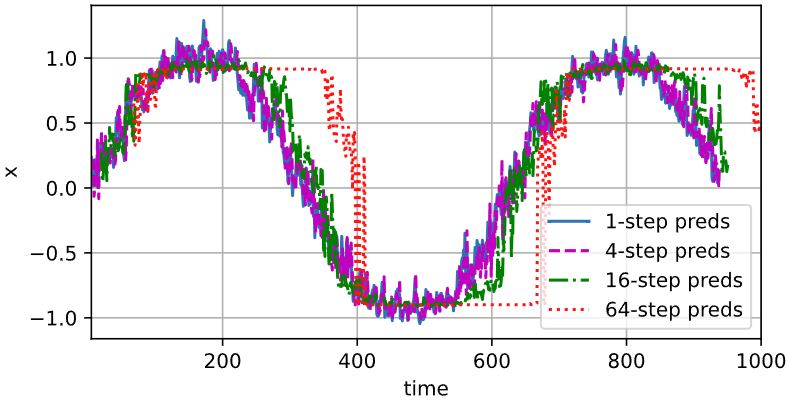 1.0
0.5
0.0
−0.5
−1.0
x
200
400
600
800
1000
time
1-step preds
4-step preds
16-step preds
64-step preds